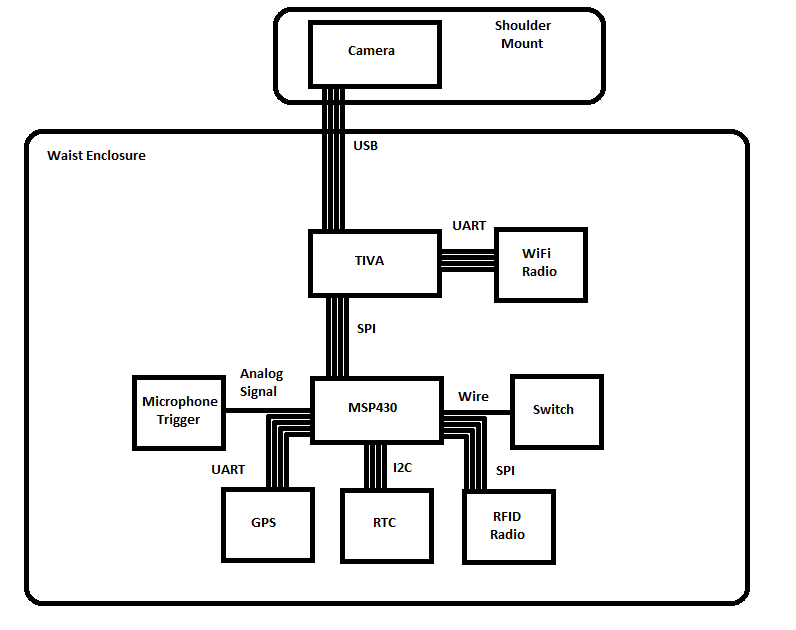 Shoulder
Mount
Camera
Waist Enclosure
USB
UART
TIVA
WiFi
Radio
SPI
Analog
Signal
Microphone
Trigger
MSP430
Wire
Switch
UART
I2C
SPI
GPS
RTC
RFID
Radio